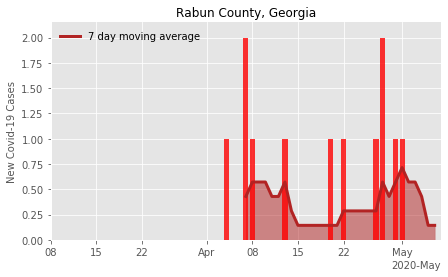 Rabun County, Georgia
7 day moving average
New Covid-19 Cases
2.00
1.75
1.50
1.25
1.00
0.75
0.50
0.25
0.00
08 15 22 Apr 08 15 22 May
2020-May